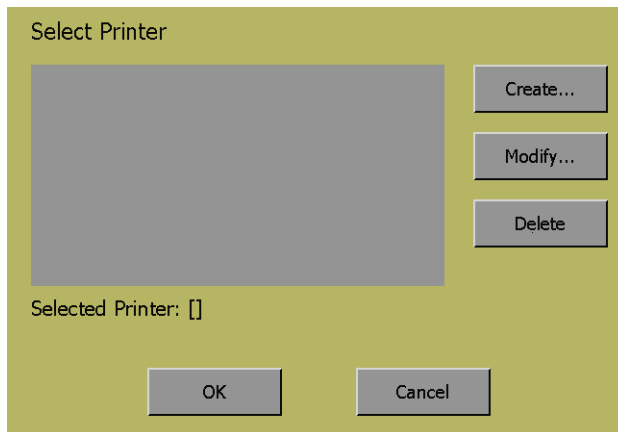 Select Printer
Create...
Modify...
Delete
Selected Printer: []
OK
Cancel